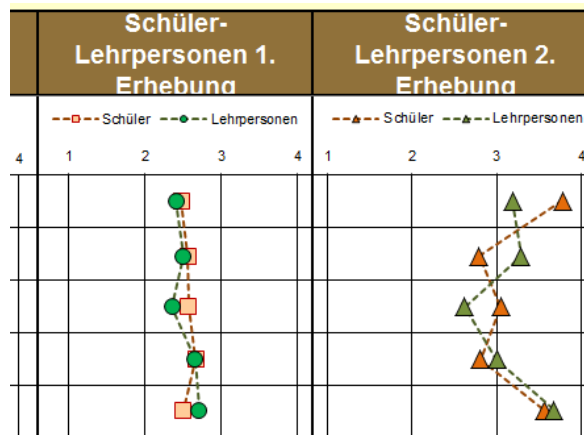 Schüler-
Lehrpersonen 1.
Erhebung
Schüler-
Lehrpersonen 2.
Erhebung
Schüler Lehrpersonen
Schüler Lehrpersonen
4 1 2 3 4 1 2 3 4